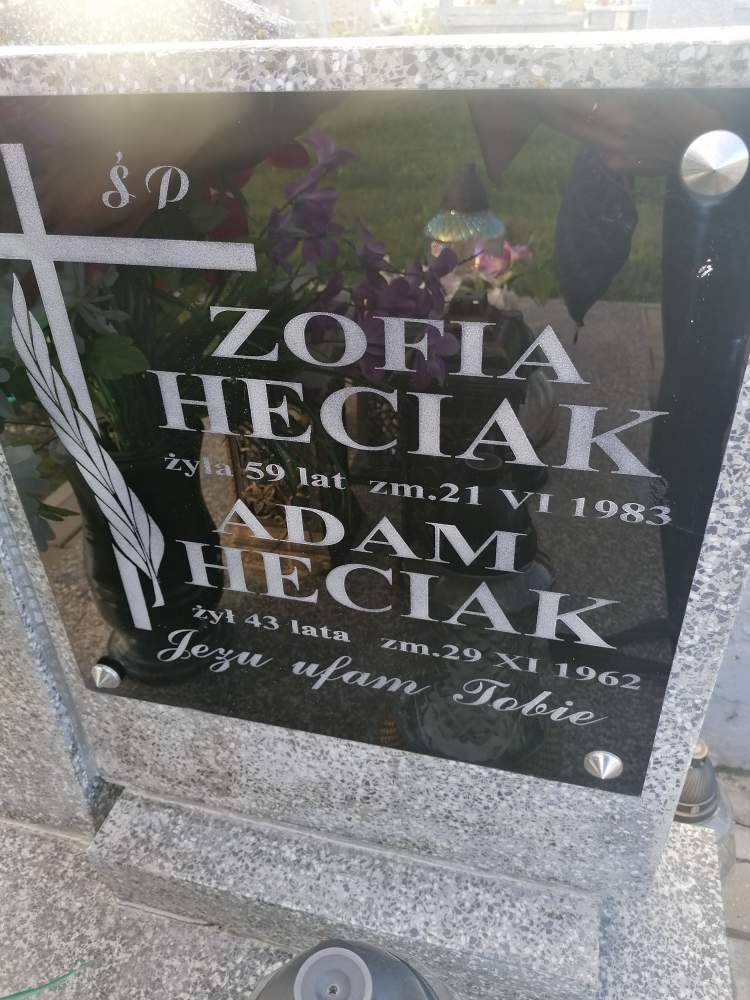 Ś P
ZOFIA
HECIAK
żyła 59 lat zm.21 VI 1983
ADAM
HECIAK
żył 43 lata zm.29 XI 1962
Jezu ufam Tobie